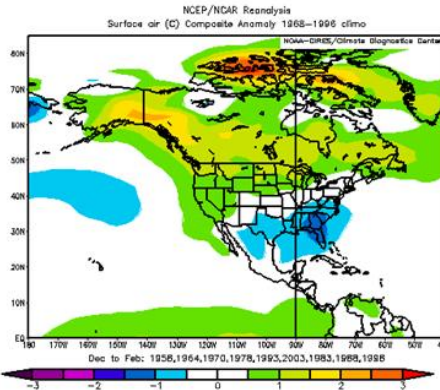 NCEP/NCAR Reanalysis
Surface air (C) Composite Anomaly 1968-1996 climo
NOAA-CIRES/Climate Diagnostics Center
80N
70N
60N
50N
40N
30N
20N
10N
EQ
180 170W 160W 150W 140W 130W 120W 110W 100W 90W 80W 70W 60W 50W
Dec to Feb: 1958,1964,1970,1978,1993,2003,1983,1988,1998
-3 -2 -1 0 1 2 3